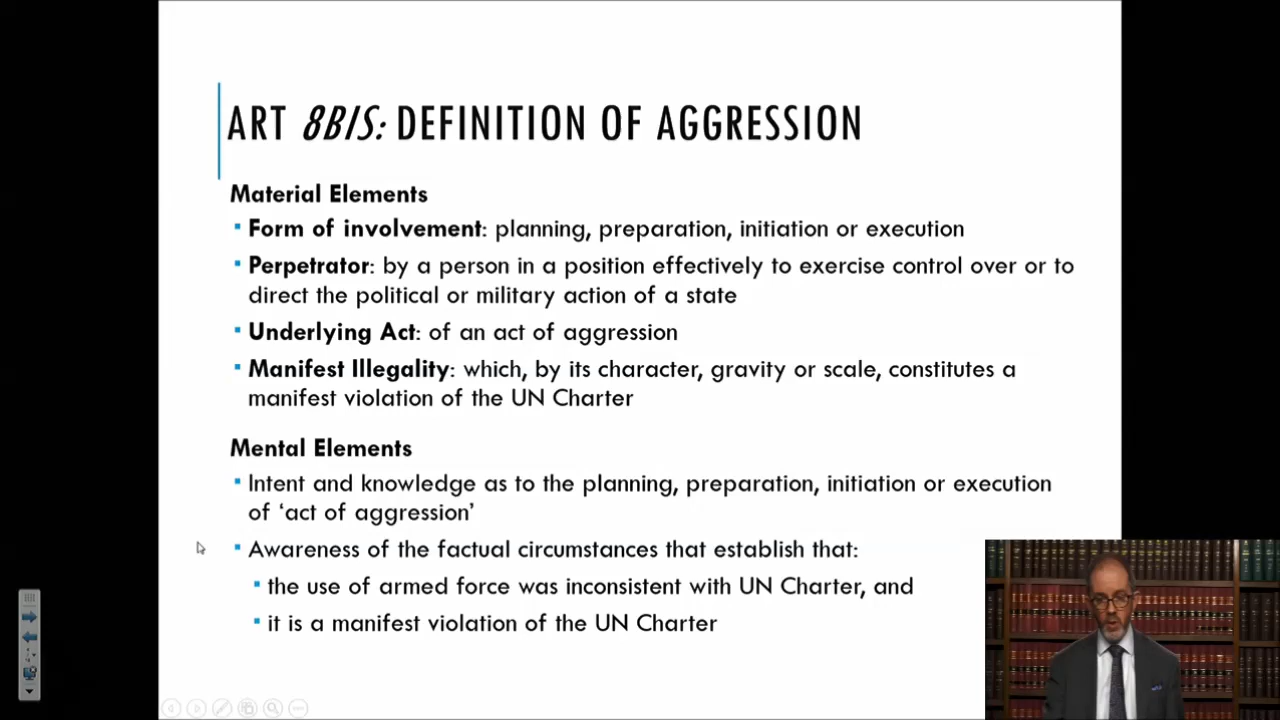 ART 8BIS: DEFINITION OF AGGRESSION
Material Elements
Form of involvement: planning, preparation, initiation or execution
Perpetrator: by a person in a position effectively to exercise control over or to
direct the political or military action of a state
Underlying Act: of an act of aggression
Manifest Illegality: which, by its character, gravity or scale, constitutes a
manifest violation of the UN Charter
Mental Elements
Intent and knowledge as to the planning, preparation, initiation or execution
of ‘act of aggression’
Awareness of the factual circumstances that establish that:
the use of armed force was inconsistent with UN Charter, and
it is a manifest violation of the UN Charter